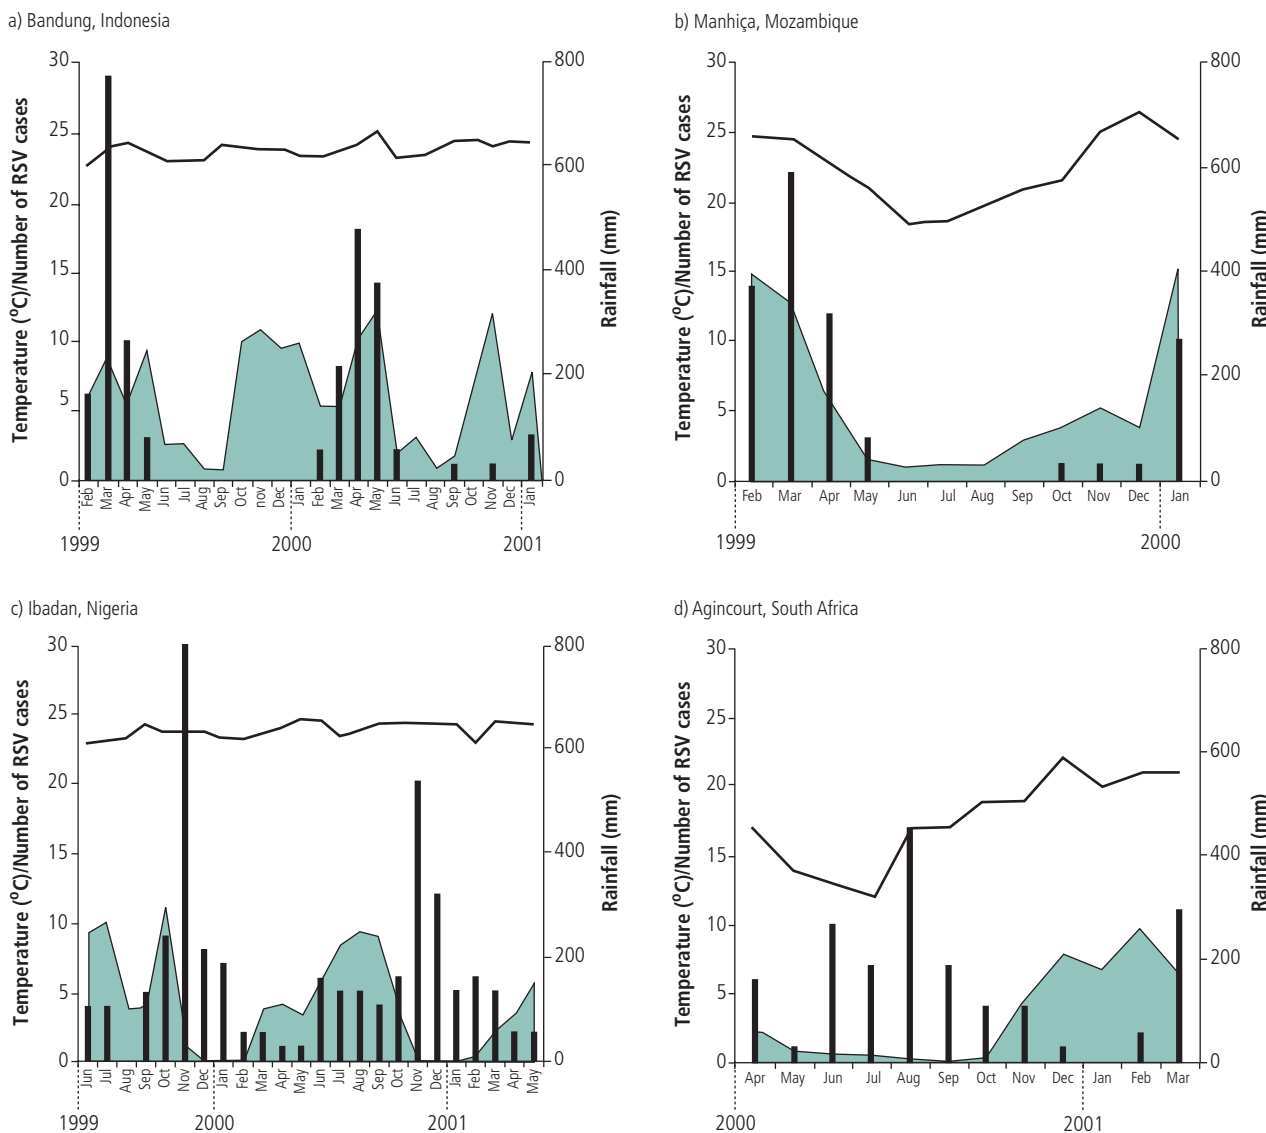 a) Bandung, Indonesia
Temperature (⁰C)/Number of RSV cases
30
25
20
15
10
5
0
800
600
400
200
0
Rainfall (mm)
Feb Mar Apr May Jun Jul Aug Sep Oct nov Dec Jan Feb Mar Apr May Jun Jul Aug Sep Oct Nov Dec Jan
1999 2000 2001
b) Manhiça, Mozambique
Temperature (⁰C)/Number of RSV cases
30
25
20
15
10
5
0
800
600
400
200
0
Rainfall (mm)
Feb Mar Apr May Jun Jul Aug Sep Oct Nov Dec Jan
1999 2000
c) Ibadan, Nigeria
Temperature (⁰C)/Number of RSV cases
30
25
20
15
10
5
0
800
600
400
200
0
Rainfall (mm)
Jun Jul Aug Sep Oct Nov Dec Jan Feb Mar Apr May Jun Jul Aug Sep Oct Nov Dec Jan Feb Mar Apr May
1999 2000 2001
d) Agincourt, South Africa
Temperature (⁰C)/Number of RSV cases
30
25
20
15
10
5
0
800
600
400
200
0
Rainfall (mm)
Apr May Jun Jul Aug Sep Oct Nov Dec Jan Feb Mar
2000 2001